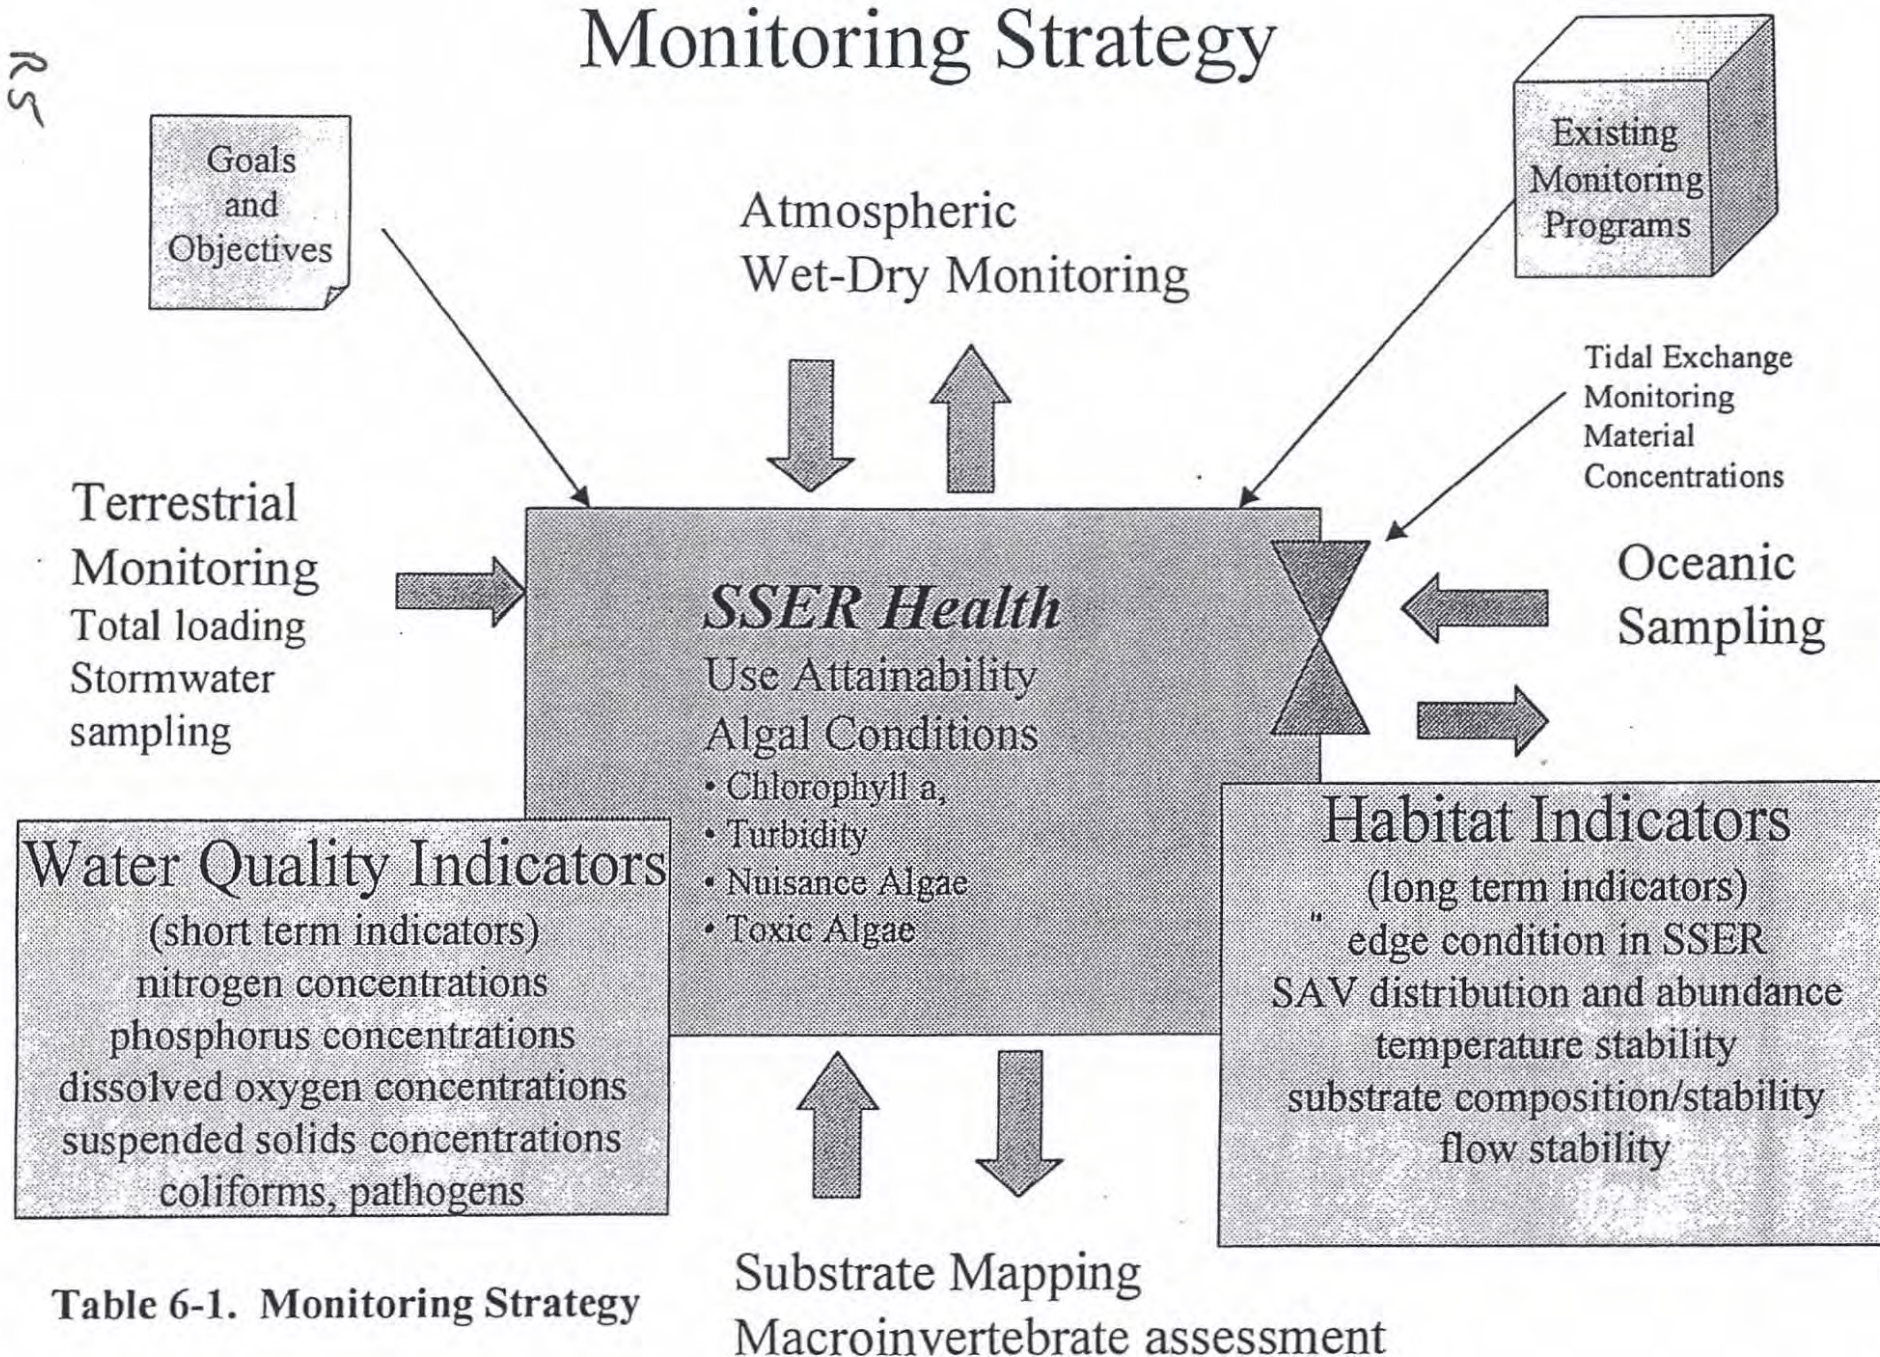 Monitoring Strategy
R5
Goals
and
Objectives
Existing
Monitoring
Programs
Atmospheric
Wet-Dry Monitoring
Tidal Exchange
Monitoring
Material
Concentrations
Terrestrial
Monitoring
Total loading
Stormwater
sampling
Oceanic
Sampling
SSER Health
Use Attainability
Algal Conditions
• Chlorophyll a,
• Turbidity
• Nuisance Algae
• Toxic Algae
Water Quality Indicators
(short term indicators)
nitrogen concentrations
phosphorus concentrations
dissolved oxygen concentrations
suspended solids concentrations
coliforms, pathogens
Habitat Indicators
(long term indicators)
" edge condition in SSER
SAV distribution and abundance
temperature stability
substrate composition/stability
flow stability
Substrate Mapping
Macroinvertebrate assessment
Table 6-1. Monitoring Strategy